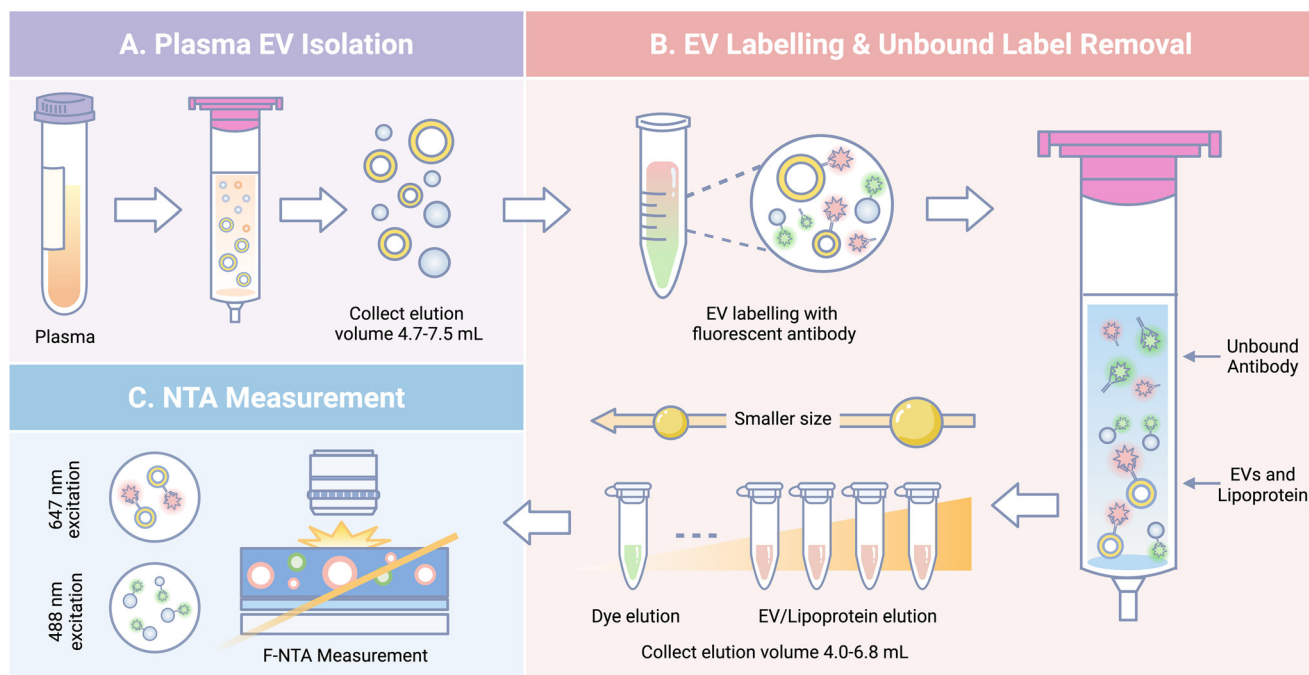 A. Plasma EV Isolation
Plasma
Collect elution
volume 4.7-7.5 mL
B. EV Labelling & Unbound Label Removal
EV labelling with
fluorescent antibody
Unbound
Antibody
EVs and
Lipoprotein
Smaller size
Dye elution
EV/Lipoprotein elution
Collect elution volume 4.0-6.8 mL
C. NTA Measurement
647 nm
excitation
488 nm
excitation
F-NTA Measurement